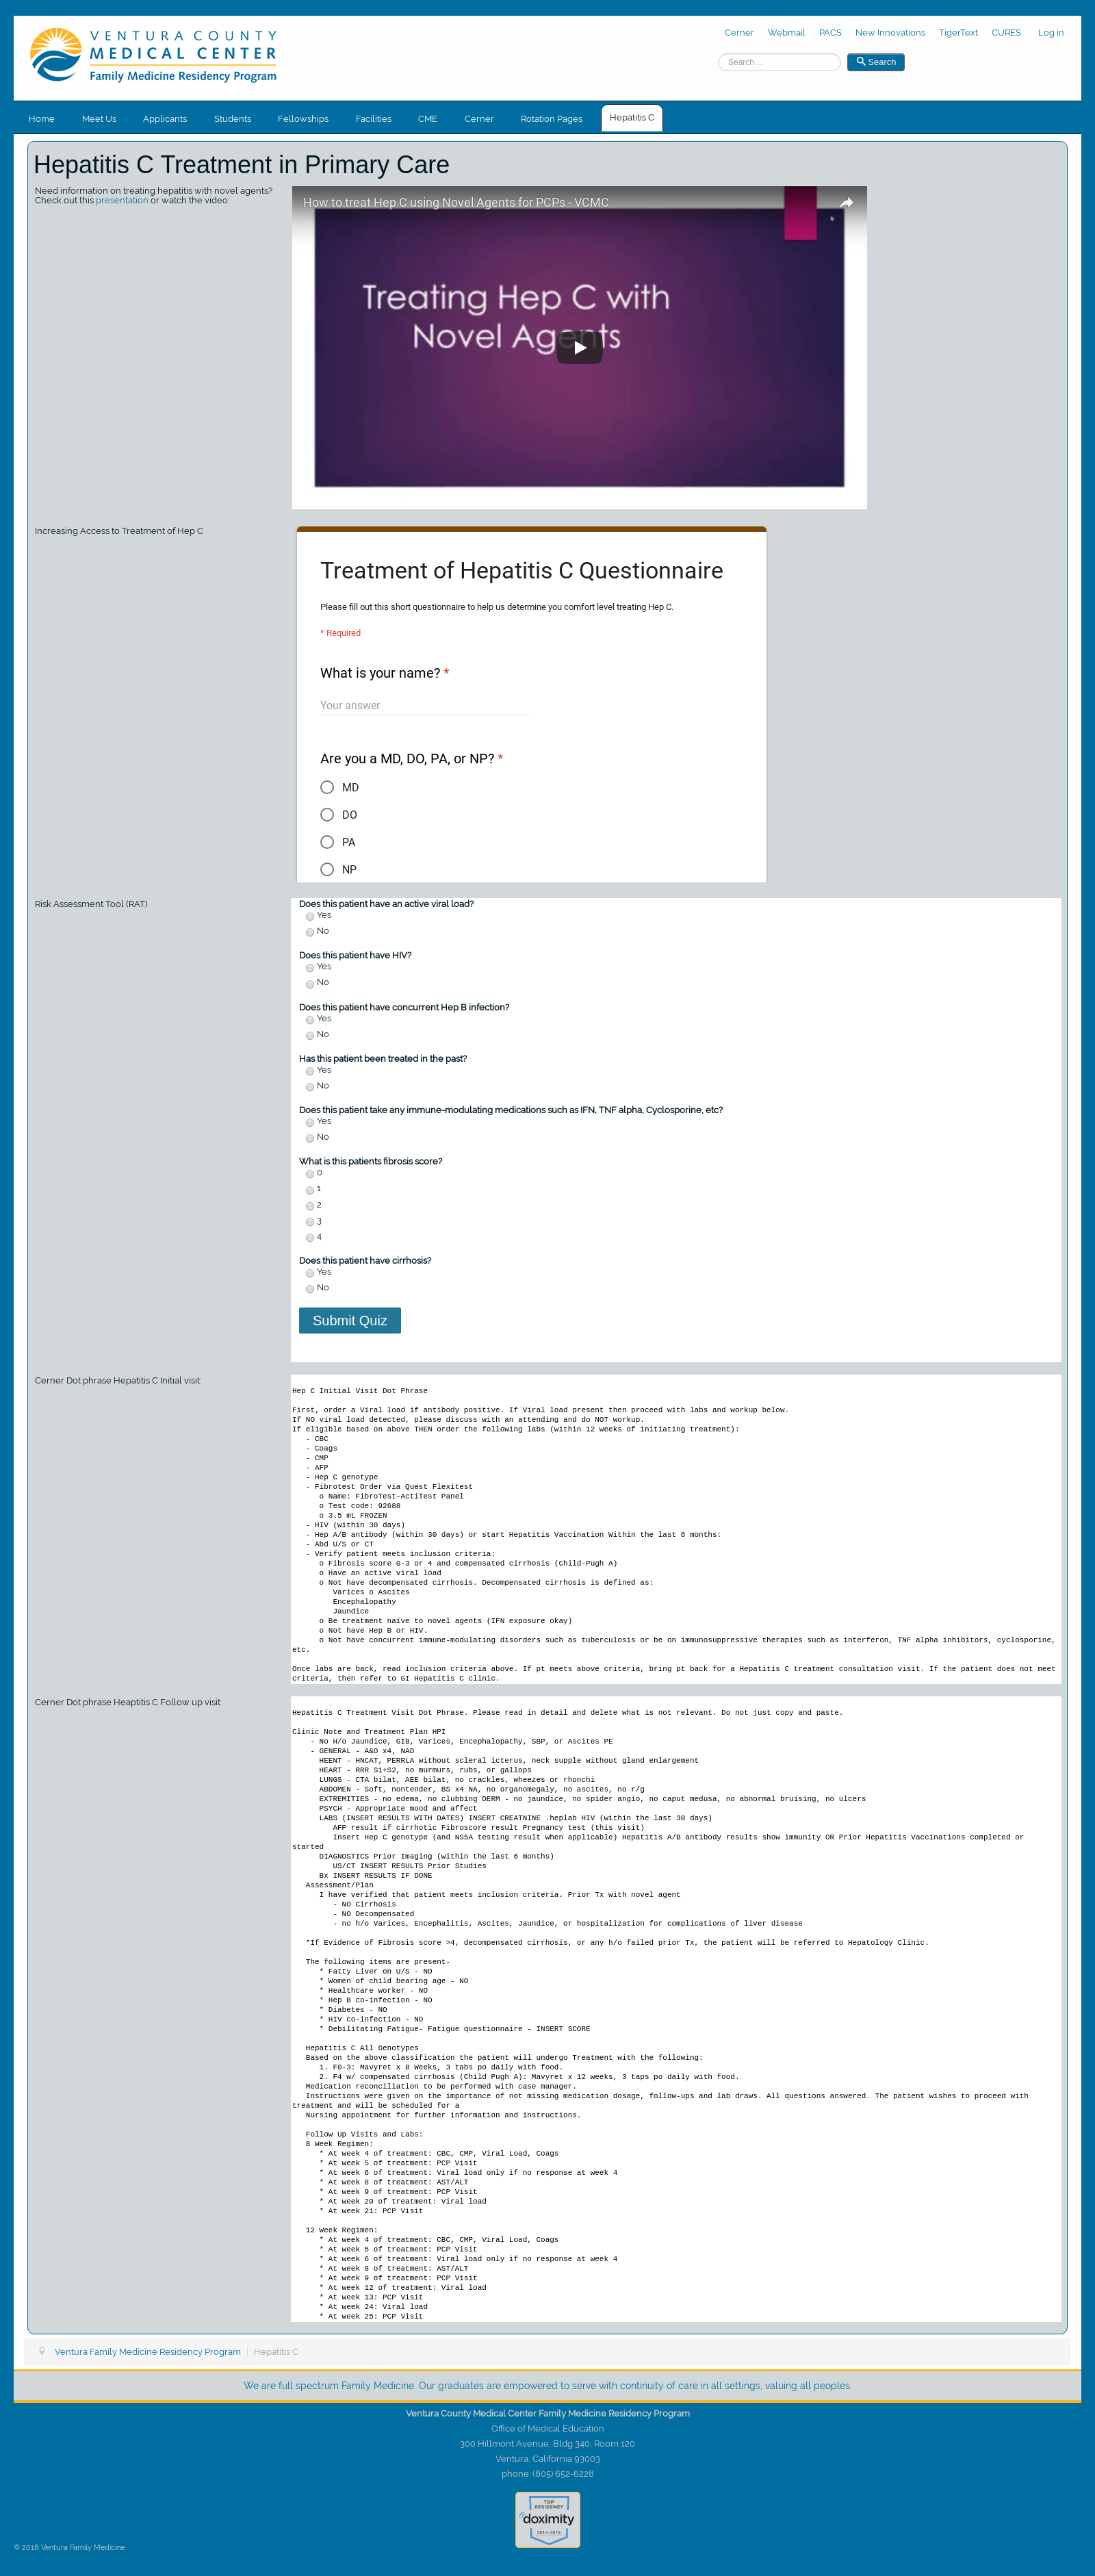 VENTURA COUNTY
MEDICAL CENTER
Family Medicine Residency Program
Cerner Webmail PACS New Innovations TigerText CURES Log in
Search ...
Search
Home Meet Us Applicants Students Fellowships Facilities CME Cerner Rotation Pages Hepatitis C
Hepatitis C Treatment in Primary Care
Need information on treating hepatitis with novel agents?
Check out this presentation or watch the video:
How to treat Hep C using Novel Agents for PCPs - VCMC
Treating Hep C with
Novel Agents
Increasing Access to Treatment of Hep C
Treatment of Hepatitis C Questionnaire
Please fill out this short questionnaire to help us determine you comfort level treating Hep C.
* Required
What is your name? *
Your answer
Are you a MD, DO, PA, or NP? *
MD
DO
PA
NP
Risk Assessment Tool (RAT)
Does this patient have an active viral load?
Yes
No
Does this patient have HIV?
Yes
No
Does this patient have concurrent Hep B infection?
Yes
No
Has this patient been treated in the past?
Yes
No
Does this patient take any immune-modulating medications such as IFN, TNF alpha, Cyclosporine, etc?
Yes
No
What is this patients fibrosis score?
0
1
2
3
4
Does this patient have cirrhosis?
Yes
No
Submit Quiz
Cerner Dot phrase Hepatitis C Initial visit:
Hep C Initial Visit Dot Phrase
First, order a Viral load if antibody positive. If Viral load present then proceed with labs and workup below.
If NO viral load detected, please discuss with an attending and do NOT workup.
If eligible based on above THEN order the following labs (within 12 weeks of initiating treatment):
- CBC
- Coags
- CMP
- AFP
- Hep C genotype
- Fibrotest Order via Quest Flexitest
o Name: FibroTest-ActiTest Panel
o Test code: 92688
o 3.5 mL FROZEN
- HIV (within 30 days)
- Hep A/B antibody (within 30 days) or start Hepatitis Vaccination Within the last 6 months:
- Abd U/S or CT
- Verify patient meets inclusion criteria:
o Fibrosis score 0-3 or 4 and compensated cirrhosis (Child-Pugh A)
o Have an active viral load
o Not have decompensated cirrhosis. Decompensated cirrhosis is defined as:
Varices o Ascites
Encephalopathy
Jaundice
o Be treatment naïve to novel agents (IFN exposure okay)
o Not have Hep B or HIV.
o Not have concurrent immune-modulating disorders such as tuberculosis or be on immunosuppressive therapies such as interferon, TNF alpha inhibitors, cyclosporine,
etc.
Once labs are back, read inclusion criteria above. If pt meets above criteria, bring pt back for a Hepatitis C treatment consultation visit. If the patient does not meet
criteria, then refer to GI Hepatitis C clinic.
Cerner Dot phrase Heaptitis C Follow up visit:
Hepatitis C Treatment Visit Dot Phrase. Please read in detail and delete what is not relevant. Do not just copy and paste.
Clinic Note and Treatment Plan HPI
- No H/o Jaundice, GIB, Varices, Encephalopathy, SBP, or Ascites PE
- GENERAL - A&O x4, NAD
HEENT - HNCAT, PERRLA without scleral icterus, neck supple without gland enlargement
HEART - RRR S1+S2, no murmurs, rubs, or gallops
LUNGS - CTA bilat, AEE bilat, no crackles, wheezes or rhonchi
ABDOMEN - Soft, nontender, BS x4 NA, no organomegaly, no ascites, no r/g
EXTREMITIES - no edema, no clubbing DERM - no jaundice, no spider angio, no caput medusa, no abnormal bruising, no ulcers
PSYCH - Appropriate mood and affect
LABS (INSERT RESULTS WITH DATES) INSERT CREATNINE .heplab HIV (within the last 30 days)
AFP result if cirrhotic Fibroscore result Pregnancy test (this visit)
Insert Hep C genotype (and NS5A testing result when applicable) Hepatitis A/B antibody results show immunity OR Prior Hepatitis Vaccinations completed or
started
DIAGNOSTICS Prior Imaging (within the last 6 months)
US/CT INSERT RESULTS Prior Studies
Bx INSERT RESULTS IF DONE
Assessment/Plan
I have verified that patient meets inclusion criteria. Prior Tx with novel agent
- NO Cirrhosis
- NO Decompensated
- no h/o Varices, Encephalitis, Ascites, Jaundice, or hospitalization for complications of liver disease
*If Evidence of Fibrosis score >4, decompensated cirrhosis, or any h/o failed prior Tx, the patient will be referred to Hepatology Clinic.
The following items are present-
* Fatty Liver on U/S - NO
* Women of child bearing age - NO
* Healthcare worker - NO
* Hep B co-infection - NO
* Diabetes - NO
* HIV co-infection - NO
* Debilitating Fatigue- Fatigue questionnaire – INSERT SCORE
Hepatitis C All Genotypes
Based on the above classification the patient will undergo Treatment with the following:
1. F0-3: Mavyret x 8 Weeks, 3 tabs po daily with food.
2. F4 w/ compensated cirrhosis (Child Pugh A): Mavyret x 12 weeks, 3 taps po daily with food.
Medication reconciliation to be performed with case manager.
Instructions were given on the importance of not missing medication dosage, follow-ups and lab draws. All questions answered. The patient wishes to proceed with
treatment and will be scheduled for a
Nursing appointment for further information and instructions.
Follow Up Visits and Labs:
8 Week Regimen:
* At week 4 of treatment: CBC, CMP, Viral Load, Coags
* At week 5 of treatment: PCP Visit
* At week 6 of treatment: Viral load only if no response at week 4
* At week 8 of treatment: AST/ALT
* At week 9 of treatment: PCP Visit
* At week 20 of treatment: Viral load
* At week 21: PCP Visit
12 Week Regimen:
* At week 4 of treatment: CBC, CMP, Viral Load, Coags
* At week 5 of treatment: PCP Visit
* At week 6 of treatment: Viral load only if no response at week 4
* At week 8 of treatment: AST/ALT
* At week 9 of treatment: PCP Visit
* At week 12 of treatment: Viral load
* At week 13: PCP Visit
* At week 24: Viral load
* At week 25: PCP Visit
Ventura Family Medicine Residency Program | Hepatitis C
We are full spectrum Family Medicine. Our graduates are empowered to serve with continuity of care in all settings, valuing all peoples.
Ventura County Medical Center Family Medicine Residency Program
Office of Medical Education
300 Hillmont Avenue, Bldg 340, Room 120
Ventura, California 93003
phone: (805) 652-6228
TOP
RESIDENCY
doximity
2014-2015
© 2018 Ventura Family Medicine